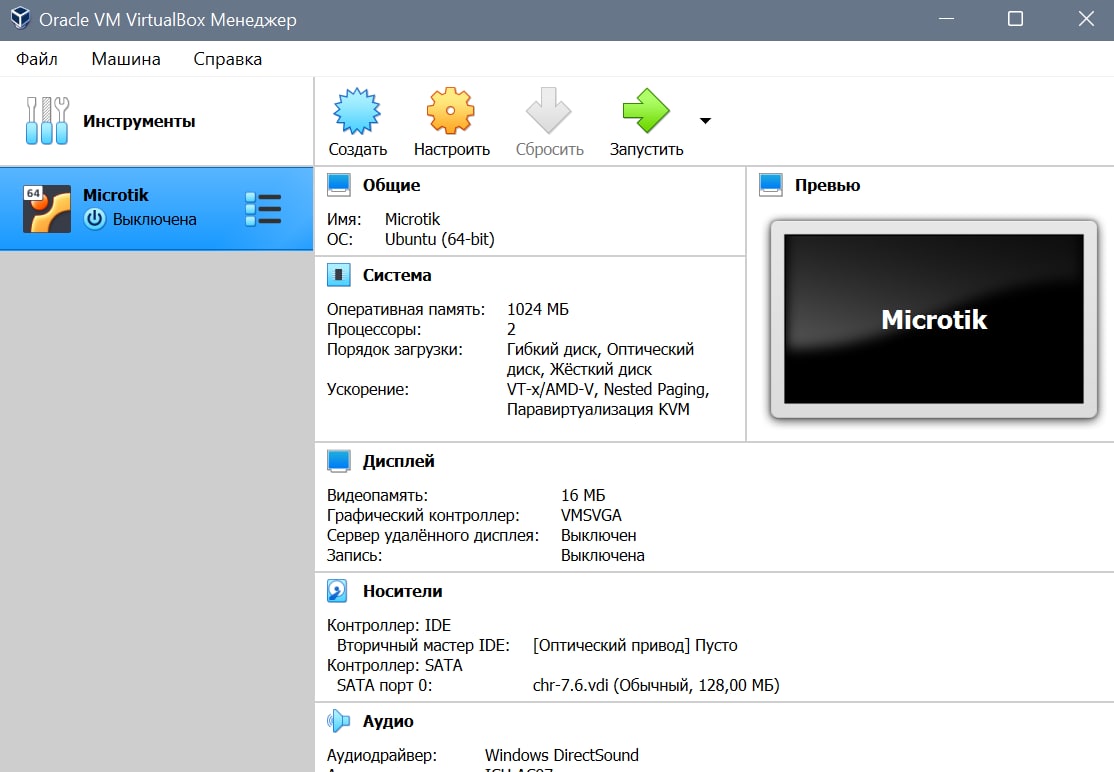 Oracle VM VirtualBox Менеджер
Файл Машина Справка
Инструменты
Создать Настроить Сбросить Запустить
64
Microtik
Выключена
Общие
Имя: Microtik
ОС: Ubuntu (64-bit)
Превью
Microtik
Система
Оперативная память: 1024 МБ
Процессоры: 2
Порядок загрузки: Гибкий диск, Оптический
диск, Жёсткий диск
Ускорение: VT-x/AMD-V, Nested Paging,
Паравиртуализация KVM
Дисплей
Видеопамять: 16 МБ
Графический контроллер: VMSVGA
Сервер удалённого дисплея: Выключен
Запись: Выключена
Носители
Контроллер: IDE
Вторичный мастер IDE: [Оптический привод] Пусто
Контроллер: SATA
SATA порт 0: chr-7.6.vdi (Обычный, 128,00 МБ)
Аудио
Аудиодрайвер: Windows DirectSound